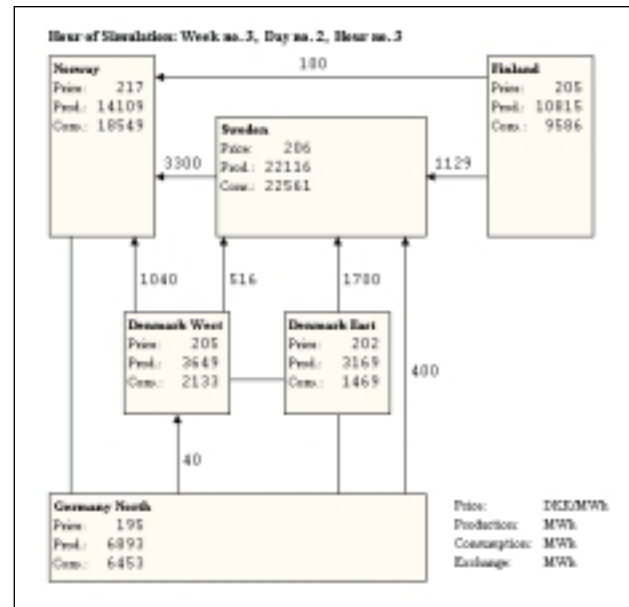 Hour of Simulation: Week no. 3, Day no. 2, Hour no. 3
Norway
Price: 217
Prod.: 14109
Cons.: 18549
100
Finland
Price: 205
Prod.: 10815
Cons.: 9586
Sweden
Price: 206
Prod.: 22116
Cons.: 22561
3300
1129
1040
516
1700
Denmark West
Price: 205
Prod.: 3649
Cons.: 2133
Denmark East
Price: 202
Prod.: 3169
Cons.: 1469
400
40
Germany North
Price: 195
Prod.: 6893
Cons.: 6453
Price: DKK/MWh
Production: MWh
Consumption: MWh
Exchange: MWh